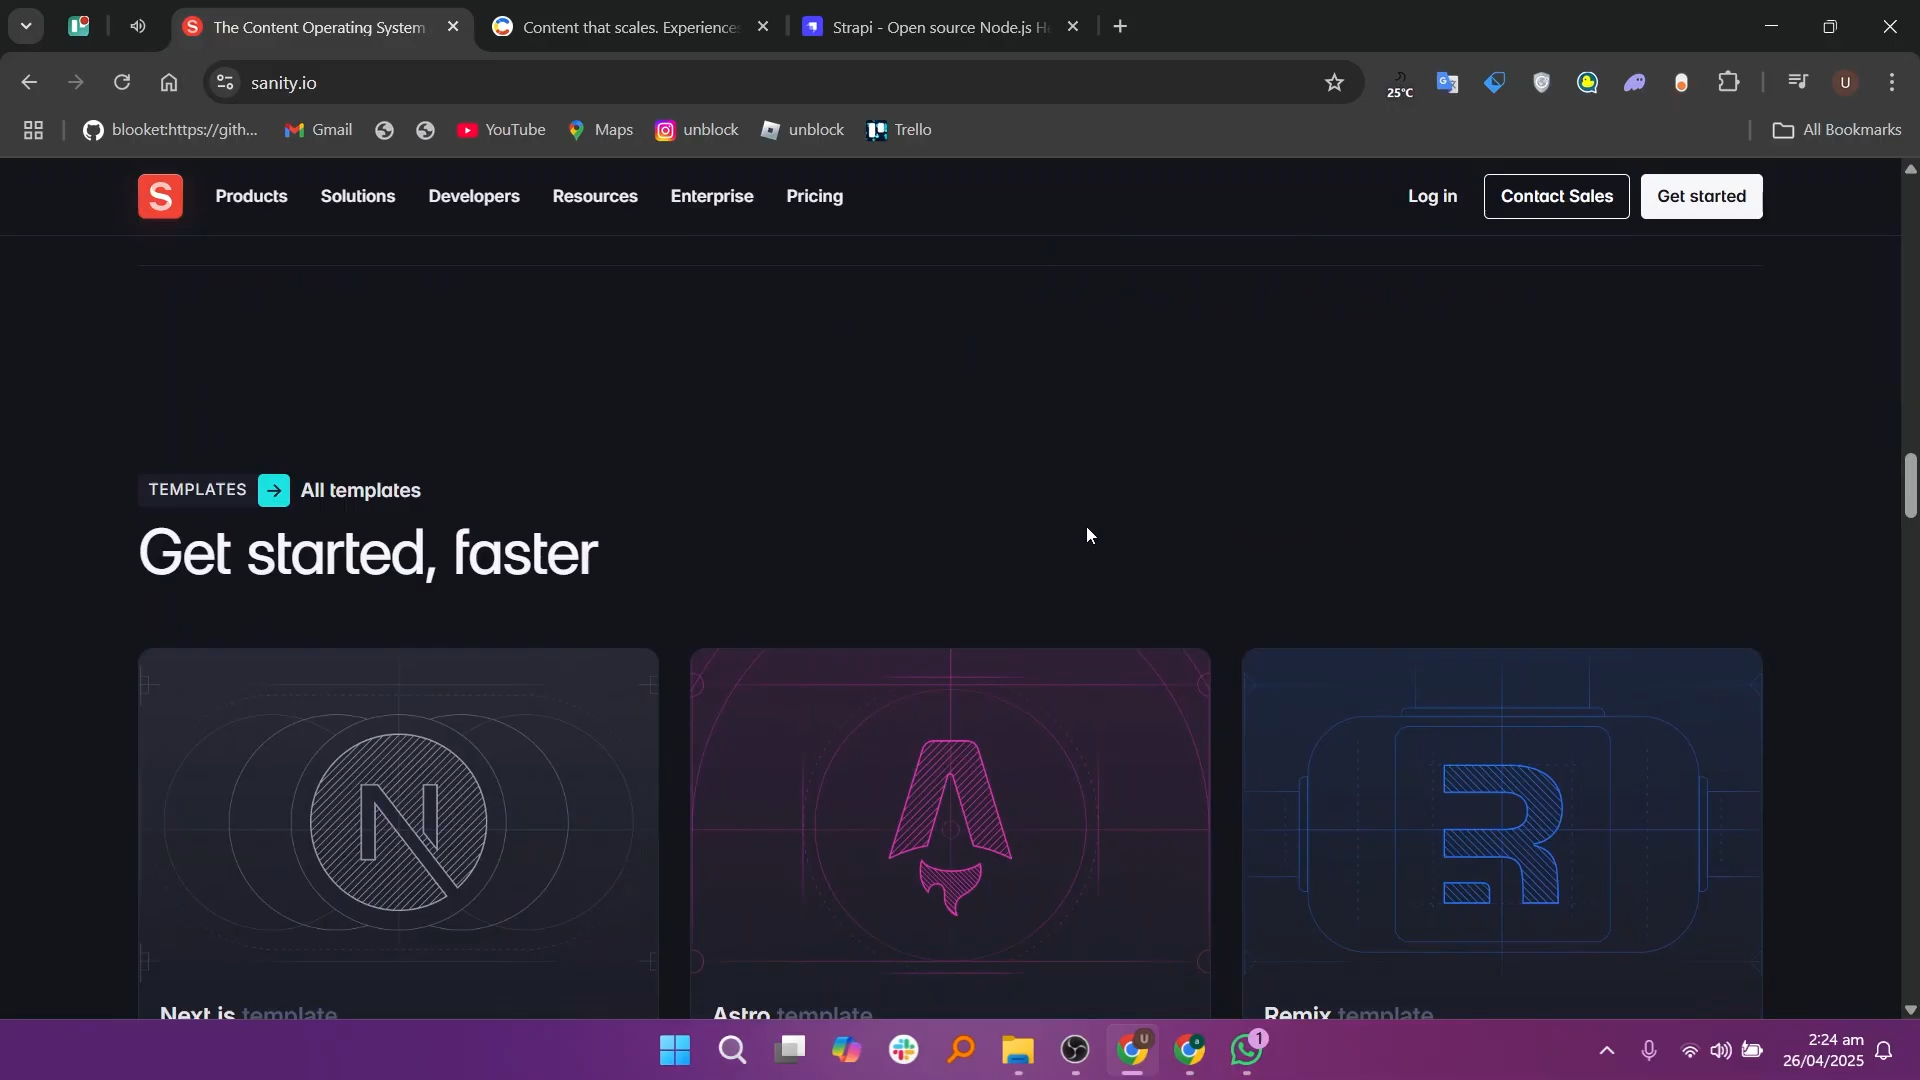 The Content Operating System
Content that scales. Experience
Strapi - Open source Node.js H
sanity.io
25°C
U
blooket:https://gith...
Gmail
YouTube
Maps
unblock
unblock
Trello
All Bookmarks
S
Products
Solutions
Developers
Resources
Enterprise
Pricing
Log in
Contact Sales
Get started
TEMPLATES
All templates
Get started, faster
Next.js template
Astro template
Remix template
2:24 am
26/04/2025